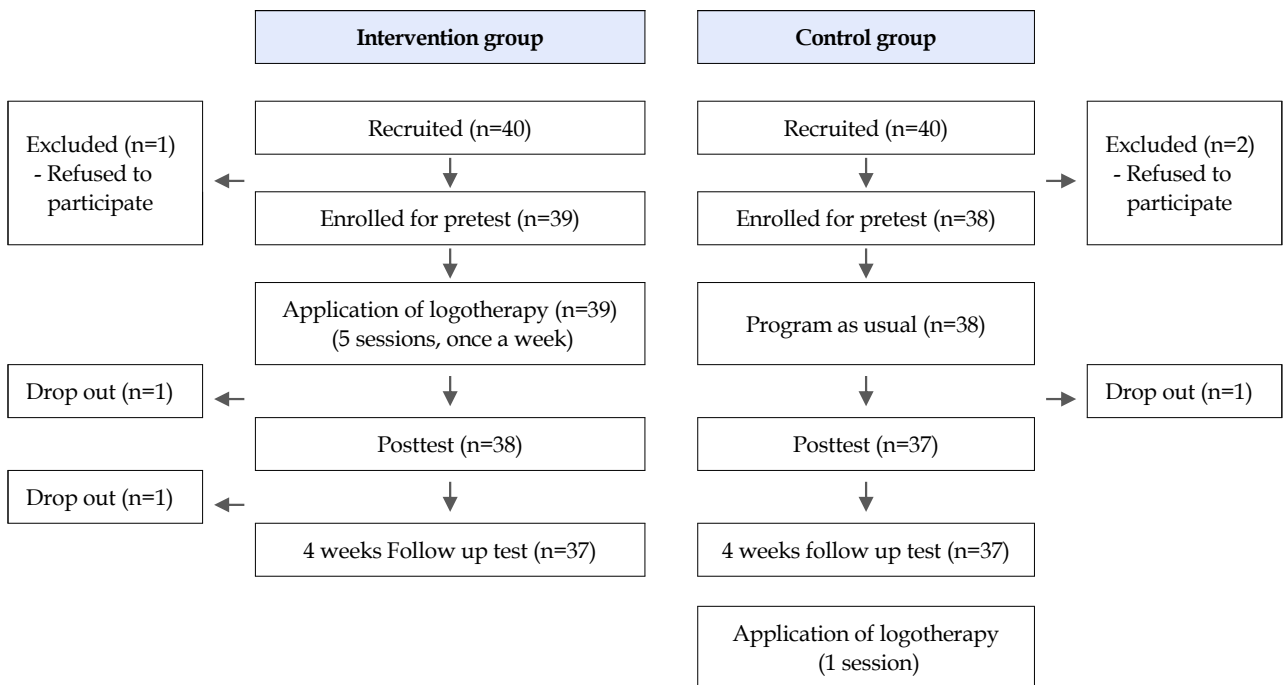 Intervention group
Control group
Recruited (n=40)
Recruited (n=40)
Excluded (n=1)
- Refused to
participate
Excluded (n=2)
- Refused to
participate
Enrolled for pretest (n=39)
Enrolled for pretest (n=38)
Application of logotherapy (n=39)
(5 sessions, once a week)
Program as usual (n=38)
Drop out (n=1)
Drop out (n=1)
Posttest (n=38)
Posttest (n=37)
Drop out (n=1)
4 weeks Follow up test (n=37)
4 weeks follow up test (n=37)
Application of logotherapy
(1 session)